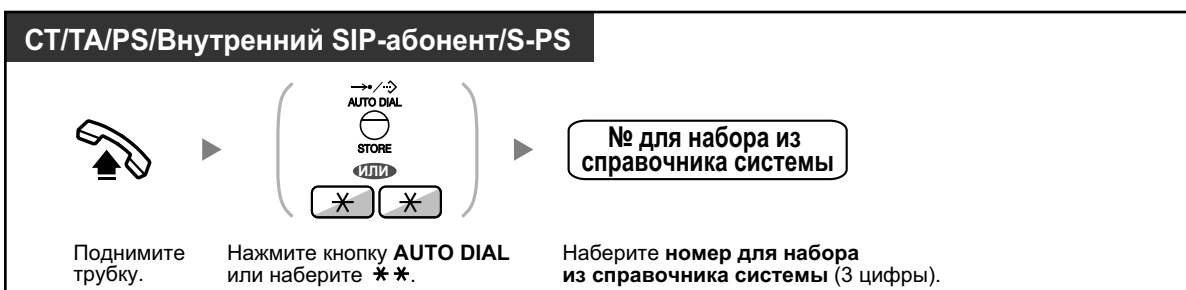 СТ/ТА/PS/Внутренний SIP-абонент/S-PS
AUTO DIAL
STORE
ИЛИ
№ для набора из
справочника системы
Поднимите
трубку.
Нажмите кнопку AUTO DIAL
или наберите ✱✱.
Наберите номер для набора
из справочника системы (3 цифры).